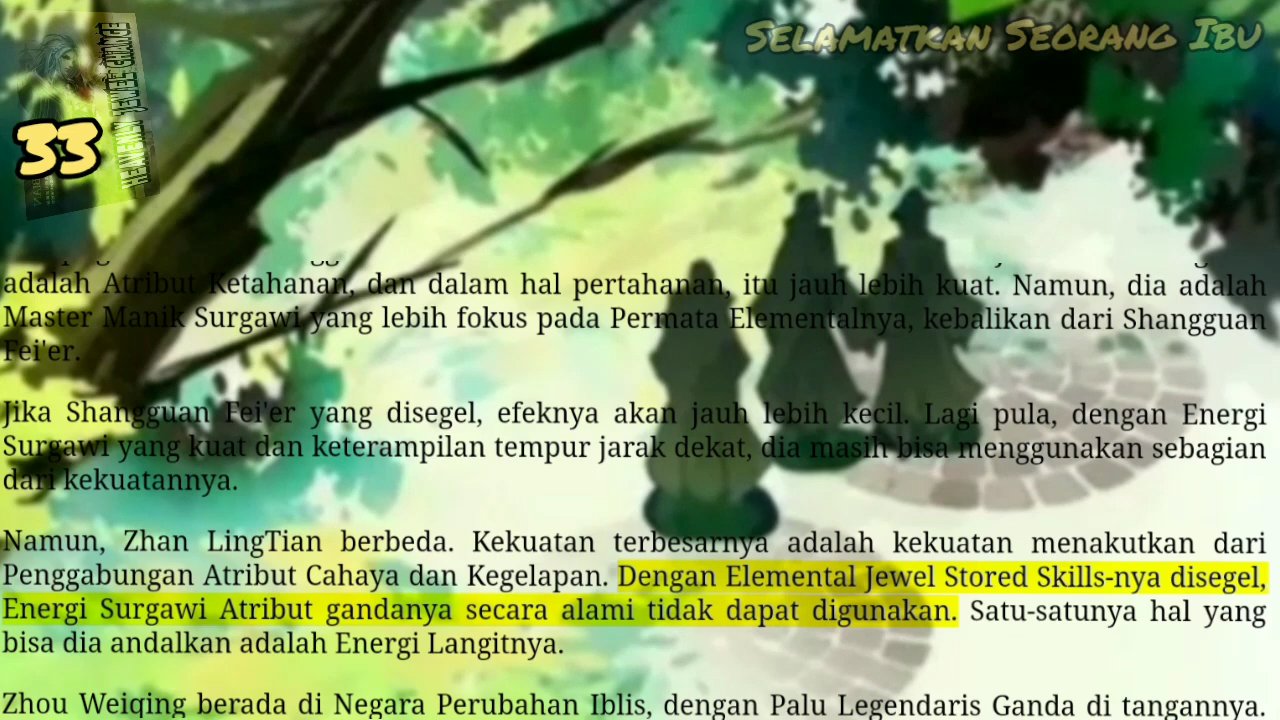 Selamatkan Seorang Ibu
HEAVENLY JEWEL CHANGE
33
adalah Atribut Ketahanan, dan dalam hal pertahanan, itu jauh lebih kuat. Namun, dia adalah
Master Manik Surgawi yang lebih fokus pada Permata Elementalnya, kebalikan dari Shangguan
Fei'er.
Jika Shangguan Fei'er yang disegel, efeknya akan jauh lebih kecil. Lagi pula, dengan Energi
Surgawi yang kuat dan keterampilan tempur jarak dekat, dia masih bisa menggunakan sebagian
dari kekuatannya.
Namun, Zhan LingTian berbeda. Kekuatan terbesarnya adalah kekuatan menakutkan dari
Penggabungan Atribut Cahaya dan Kegelapan. Dengan Elemental Jewel Stored Skills-nya disegel,
Energi Surgawi Atribut gandanya secara alami tidak dapat digunakan. Satu-satunya hal yang
bisa dia andalkan adalah Energi Langitnya.
Zhou Weiqing berada di Negara Perubahan Iblis, dengan Palu Legendaris Ganda di tangannya.